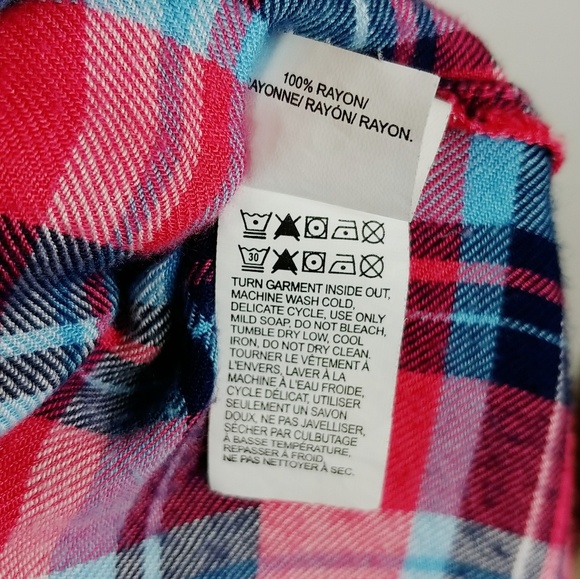 100% RAYON/
AYONNE/ RAYÓN/ RAYON.
30
TURN GARMENT INSIDE OUT,
MACHINE WASH COLD,
DELICATE CYCLE, USE ONLY
MILD SOAP, DO NOT BLEACH,
TUMBLE DRY LOW, COOL
IRON, DO NOT DRY CLEAN.
TOURNER LE VÊTEMENT À
L'ENVERS, LAVER À LA
MACHINE À L'EAU FROIDE,
CYCLE DÉLICAT, UTILISER
SEULEMENT UN SAVON
DOUX, NE PAS JAVELLISER,
SÉCHER PAR CULBUTAGE
À BASSE TEMPÉRATURE,
REPASSER À FROID,
NE PAS NETTOYER À SEC.